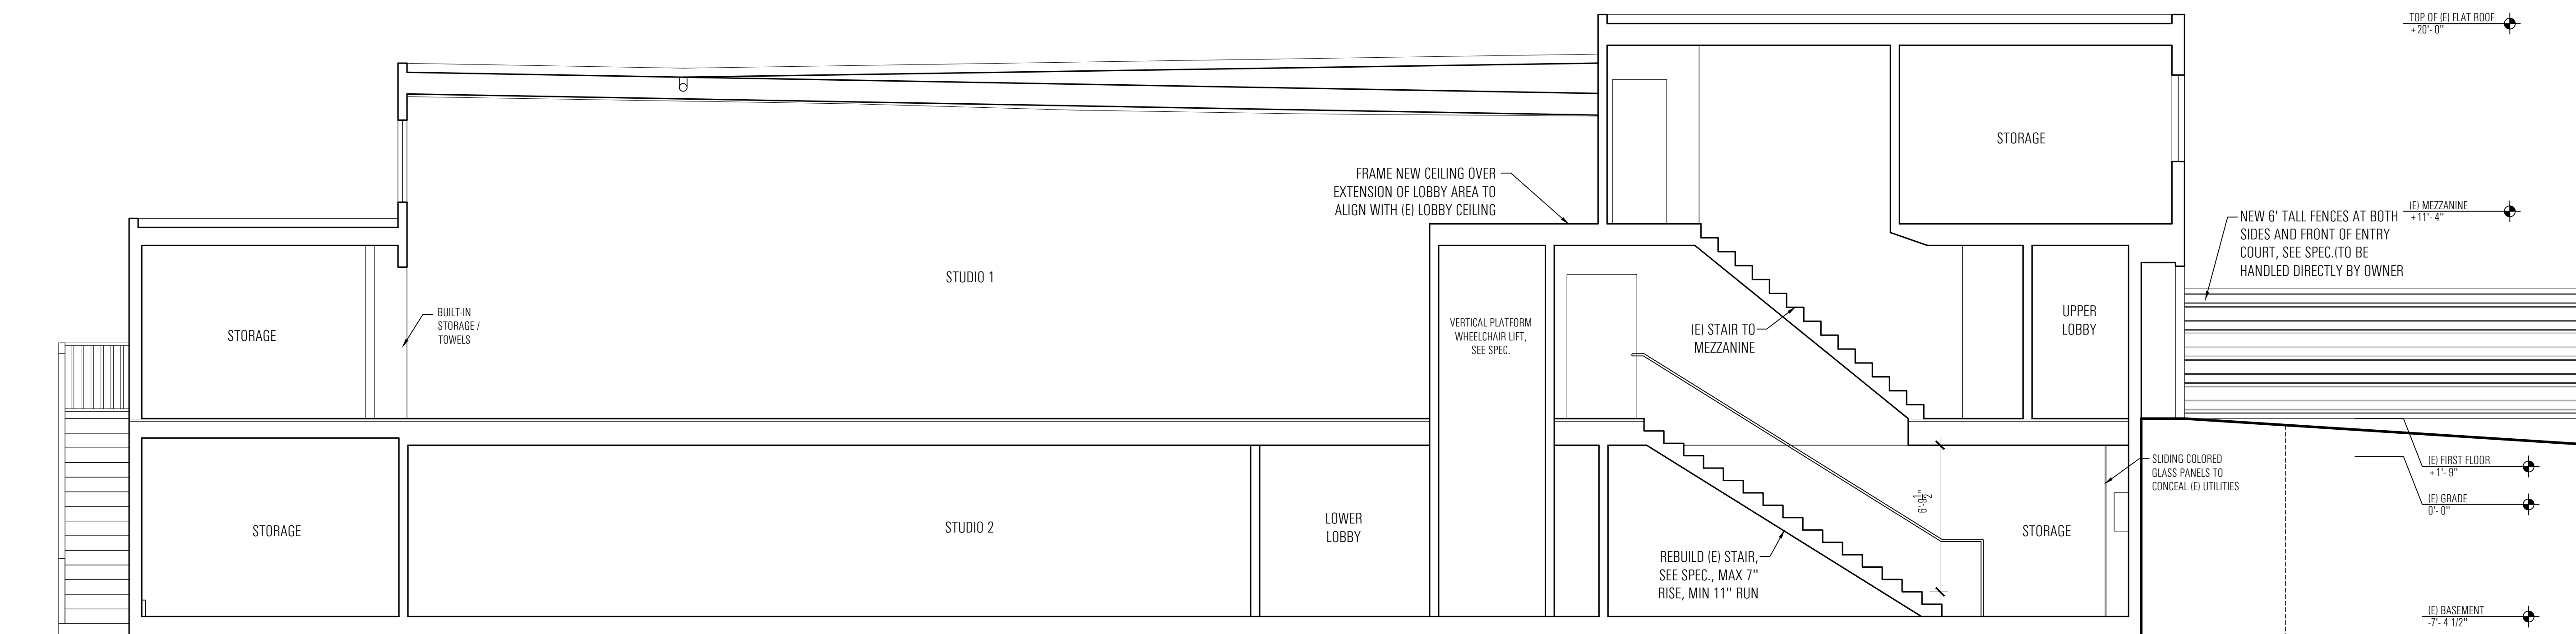 TOP OF (E) FLAT ROOF
+20'- 0"
STORAGE
FRAME NEW CEILING OVER
EXTENSION OF LOBBY AREA TO
ALIGN WITH (E) LOBBY CEILING
(E) MEZZANINE
+11'- 4"
NEW 6' TALL FENCES AT BOTH
SIDES AND FRONT OF ENTRY
COURT, SEE SPEC.(TO BE
HANDLED DIRECTLY BY OWNER
STUDIO 1
STORAGE
BUILT-IN
STORAGE /
TOWELS
VERTICAL PLATFORM
WHEELCHAIR LIFT,
SEE SPEC.
(E) STAIR TO
MEZZANINE
UPPER
LOBBY
SLIDING COLORED
GLASS PANELS TO
CONCEAL (E) UTILITIES
(E) FIRST FLOOR
+1'- 9"
(E) GRADE
0'- 0"
6'-9 1/2"
STORAGE
STUDIO 2
LOWER
LOBBY
STORAGE
REBUILD (E) STAIR,
SEE SPEC., MAX 7"
RISE, MIN 11" RUN
(E) BASEMENT
-7'- 4 1/2"